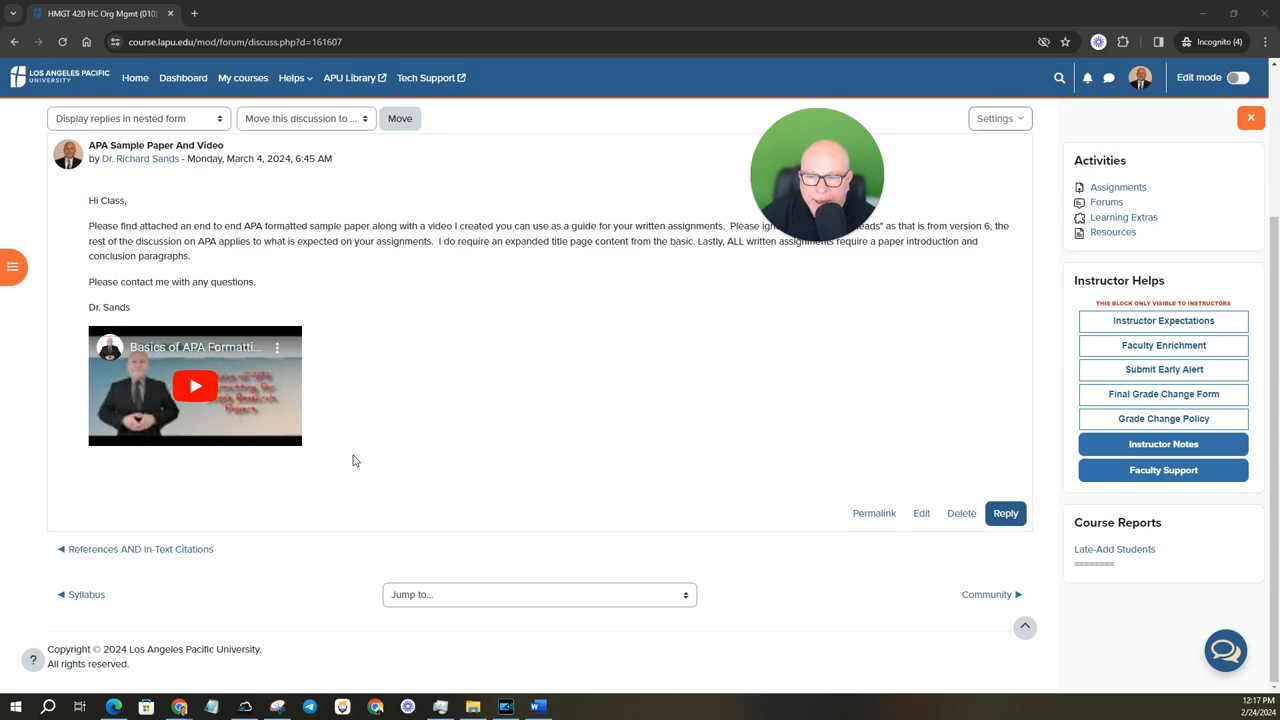 HMGT 420 HC Org Mgmt (010)
course.lapu.edu/mod/forum/discuss.php?d=161607
Incognito (4)
LOS ANGELES PACIFIC
UNIVERSITY
Home
Dashboard
My courses
Helps
APU Library
Tech Support
Edit mode
Display replies in nested form
Move this discussion to ...
Move
Settings
APA Sample Paper And Video
by Dr. Richard Sands - Monday, March 4, 2024, 6:45 AM
Hi Class,
Please find attached an end to end APA formatted sample paper along with a video I created you can use as a guide for your written assignments. Please as that is from version 6, the
rest of the discussion on APA applies to what is expected on your assignments. I do require an expanded title page content from the basic. Lastly, ALL written assignments require a paper introduction and
conclusion paragraphs.
Please contact me with any questions.
Dr. Sands
Basics of APA Formatti...
Permalink
Edit
Delete
Reply
◀ References AND In-Text Citations
◀ Syllabus
Jump to...
Community ▶
Copyright © 2024 Los Angeles Pacific University.
All rights reserved.
?
Activities
Assignments
Forums
Learning Extras
Resources
Instructor Helps
THIS BLOCK ONLY VISIBLE TO INSTRUCTORS
Instructor Expectations
Faculty Enrichment
Submit Early Alert
Final Grade Change Form
Grade Change Policy
Instructor Notes
Faculty Support
Course Reports
Late-Add Students
========
12:17 PM
2/24/2024